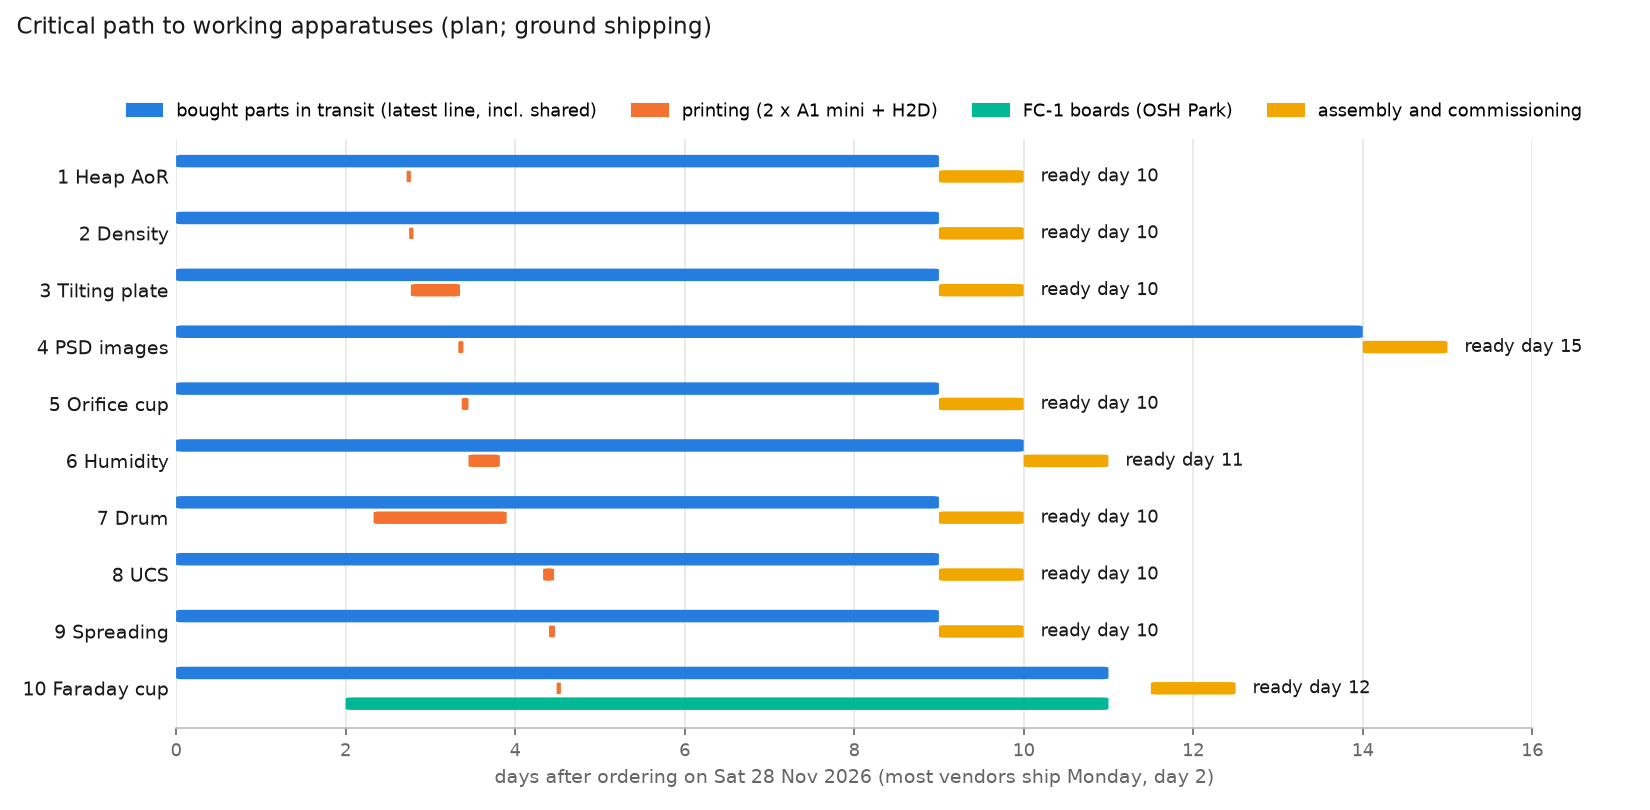 Critical path to working apparatuses (plan; ground shipping)
bought parts in transit (latest line, incl. shared)
printing (2 x A1 mini + H2D)
FC-1 boards (OSH Park)
assembly and commissioning
1 Heap AoR
ready day 10
2 Density
ready day 10
3 Tilting plate
ready day 10
4 PSD images
ready day 15
5 Orifice cup
ready day 10
6 Humidity
ready day 11
7 Drum
ready day 10
8 UCS
ready day 10
9 Spreading
ready day 10
10 Faraday cup
ready day 12
0 2 4 6 8 10 12 14 16
days after ordering on Sat 28 Nov 2026 (most vendors ship Monday, day 2)